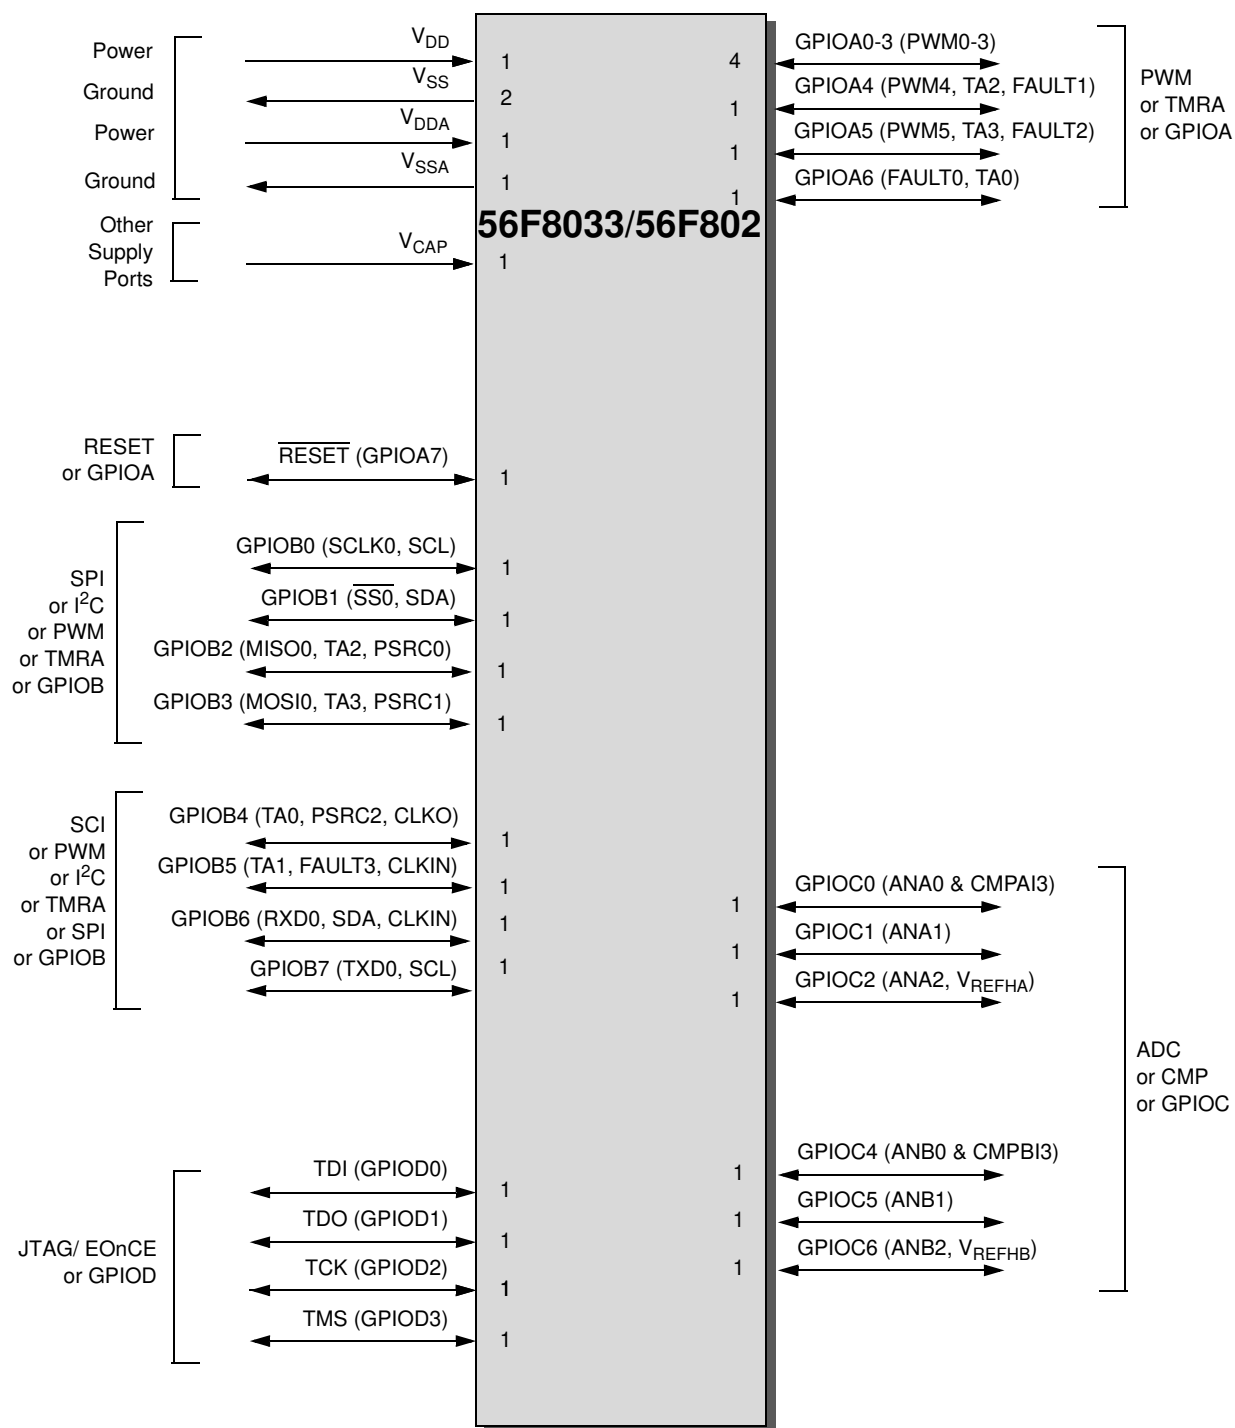 Power
Ground
Power
Ground
Other
Supply
Ports
V_DD
V_SS
V_DDA
V_SSA
V_CAP
1
2
1
1
1
56F8033/56F802
4
1
1
1
GPIOA0-3 (PWM0-3)
GPIOA4 (PWM4, TA2, FAULT1)
GPIOA5 (PWM5, TA3, FAULT2)
GPIOA6 (FAULT0, TA0)
PWM
or TMRA
or GPIOA
RESET
or GPIOA
RESET (GPIOA7)
1
SPI
or I²C
or PWM
or TMRA
or GPIOB
GPIOB0 (SCLK0, SCL)
1
GPIOB1 (SS0, SDA)
1
GPIOB2 (MISO0, TA2, PSRC0)
1
GPIOB3 (MOSI0, TA3, PSRC1)
1
SCI
or PWM
or I²C
or TMRA
or SPI
or GPIOB
GPIOB4 (TA0, PSRC2, CLKO)
1
GPIOB5 (TA1, FAULT3, CLKIN)
1
GPIOB6 (RXD0, SDA, CLKIN)
1
GPIOB7 (TXD0, SCL)
1
1
GPIOC0 (ANA0 & CMPAI3)
1
GPIOC1 (ANA1)
1
GPIOC2 (ANA2, V_REFHA)
ADC
or CMP
or GPIOC
1
GPIOC4 (ANB0 & CMPBI3)
1
GPIOC5 (ANB1)
1
GPIOC6 (ANB2, V_REFHB)
JTAG/ EOnCE
or GPIOD
TDI (GPIOD0)
1
TDO (GPIOD1)
1
TCK (GPIOD2)
1
TMS (GPIOD3)
1